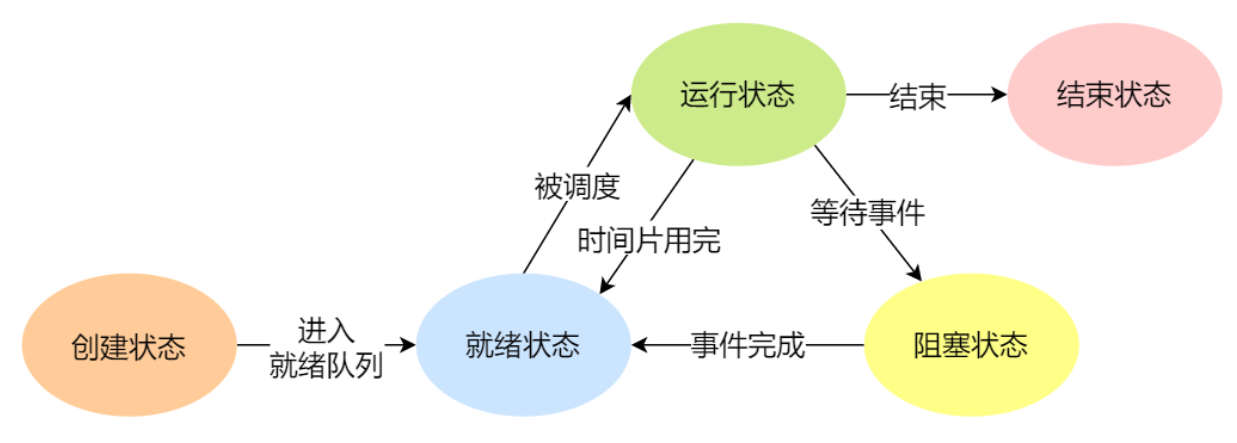 运行状态
结束
结束状态
被调度
等待事件
时间片用完
创建状态
进入
就绪队列
就绪状态
事件完成
阻塞状态